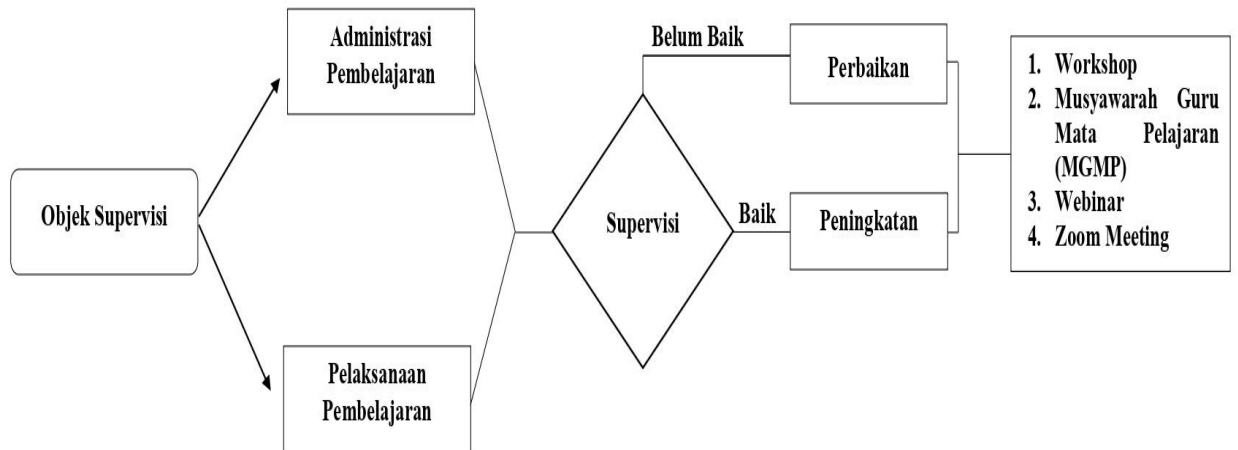 Objek Supervisi
Administrasi
Pembelajaran
Pelaksanaan
Pembelajaran
Supervisi
Belum Baik
Perbaikan
Baik
Peningkatan
1. Workshop
2. Musyawarah Guru
Mata Pelajaran
(MGMP)
3. Webinar
4. Zoom Meeting